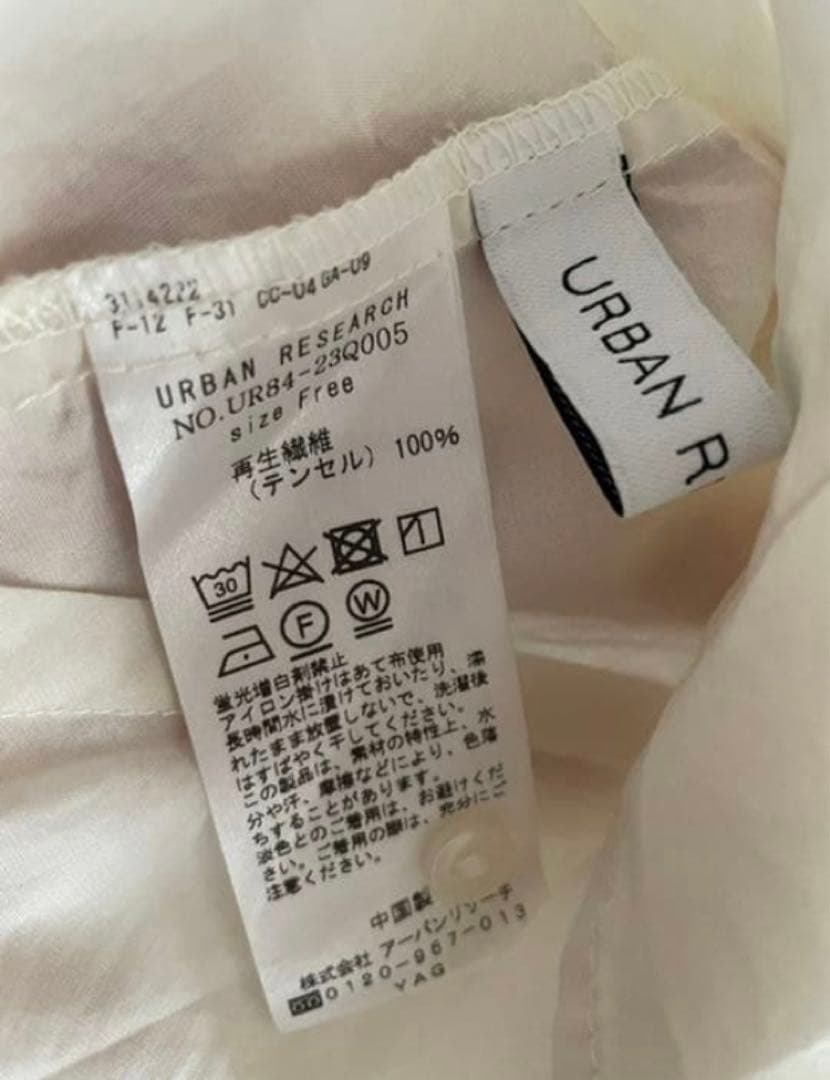 3114222
F-12 F-31 CC-U4 GA-U9
URBAN RESEARCH
NO.UR84-23Q005
size Free
再生繊維
(テンセル) 100%
30
F
W
蛍光増白剤禁止
アイロン掛けはあて布使用
長時間水に漬けておいたり、濡
れたまま放置しないで、洗濯後
はすばやく干してください。
この製品は、素材の特性上、水
分や汗、摩擦などにより、色落
ちすることがあります。
淡色とのご着用は、お避けくだ
さい。ご着用の際は、充分にご
注意ください。
中国製
株式会社 アーバンリサーチ
0120-967-013
YAG
URBAN R